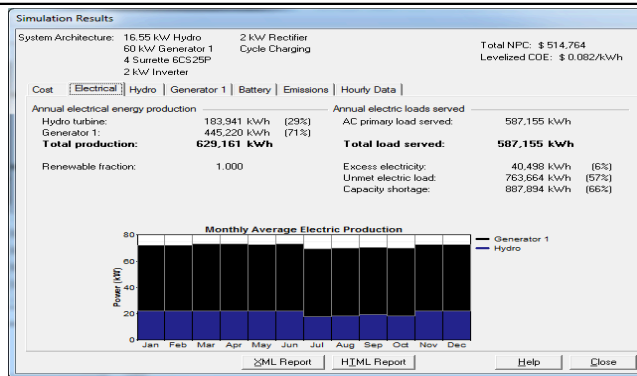 Simulation Results
System Architecture: 16.55 kW Hydro 2 kW Rectifier
60 kW Generator 1 Cycle Charging
4 Surrette 6CS25P
2 kW Inverter
Total NPC: $ 514,764
Levelized COE: $ 0.082/kWh
Cost Electrical Hydro Generator 1 Battery Emissions Hourly Data
Annual electrical energy production
Hydro turbine: 183,941 kWh (29%)
Generator 1: 445,220 kWh (71%)
Total production: 629,161 kWh
Renewable fraction: 1.000
Annual electric loads served
AC primary load served: 587,155 kWh
Total load served: 587,155 kWh
Excess electricity: 40,498 kWh (6%)
Unmet electric load: 763,664 kWh (57%)
Capacity shortage: 887,894 kWh (66%)
Monthly Average Electric Production
80
60
40
20
0
Power (kW)
Jan Feb Mar Apr May Jun Jul Aug Sep Oct Nov Dec
Generator 1
Hydro
XML Report HTML Report Help Close